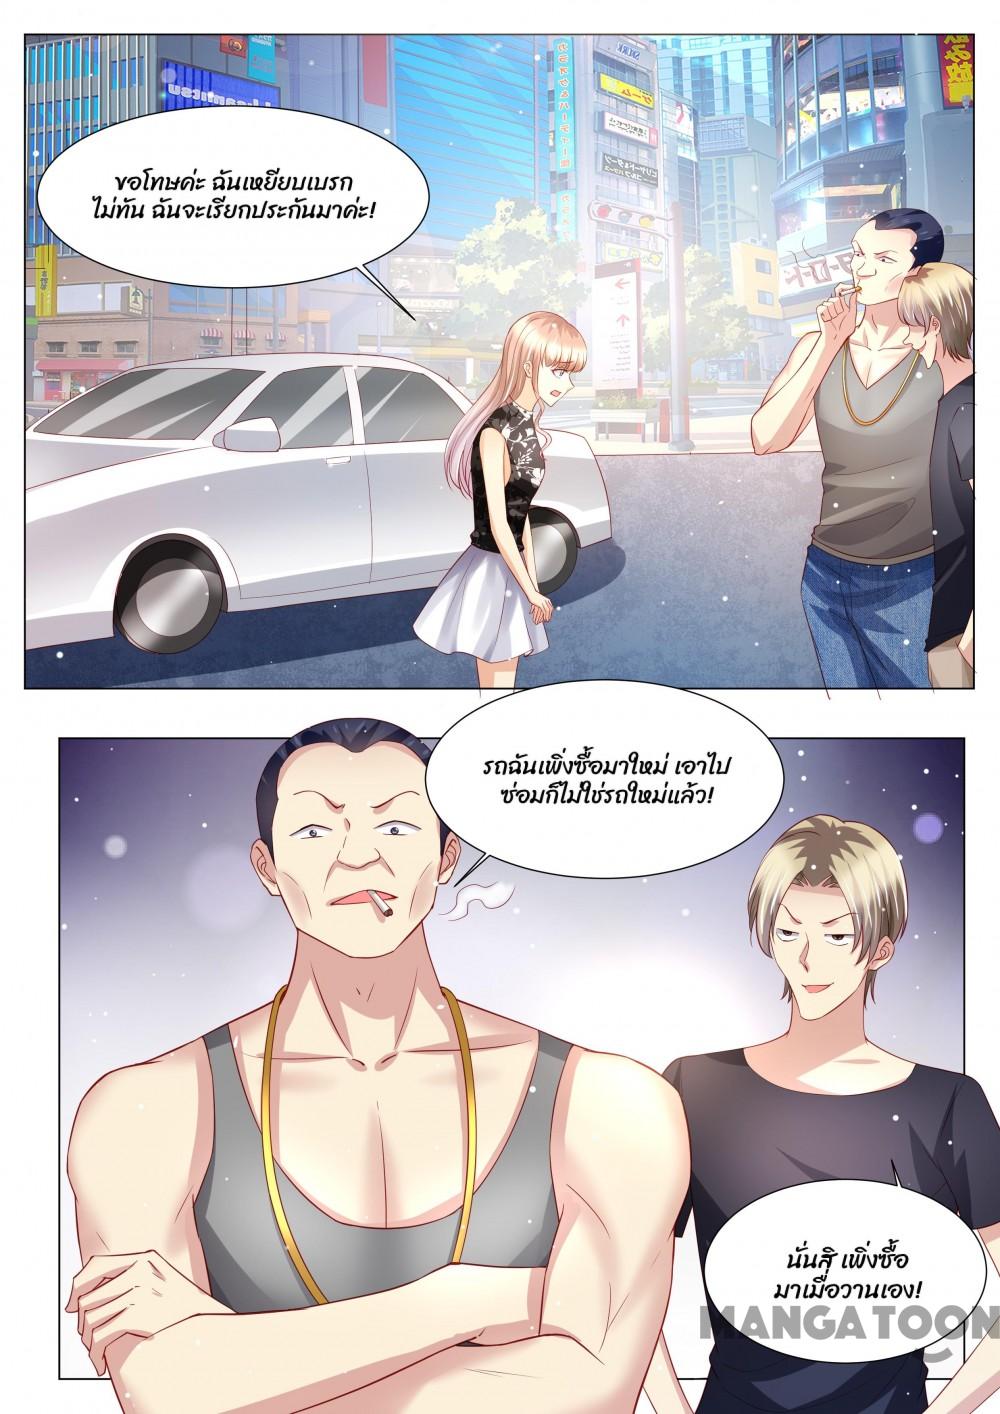 ขอโทษค่ะ ฉันเหยียบเบรก
ไม่ทัน ฉันจะเรียกประกันมาค่ะ!
รถฉันเพิ่งซื้อมาใหม่ เอาไป
ซ่อมก็ไม่ใช่รถใหม่แล้ว!
นั่นสิ เพิ่งซื้อ
มาเมื่อวานเอง!
MANGATOON